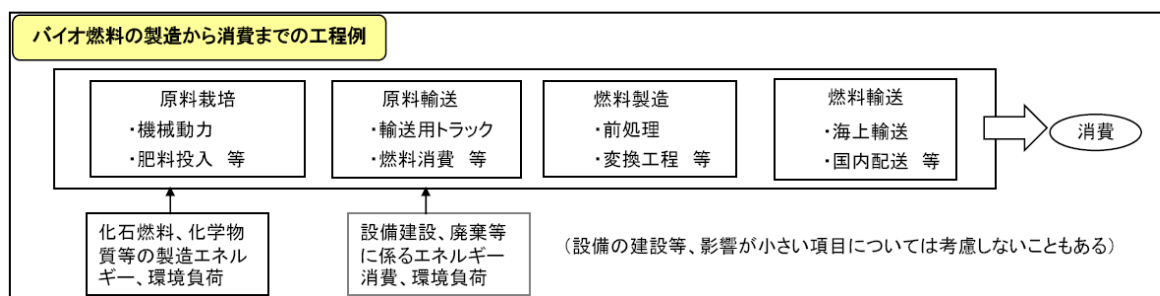 バイオ燃料の製造から消費までの工程例
原料栽培
・機械動力
・肥料投入 等
原料輸送
・輸送用トラック
・燃料消費 等
燃料製造
・前処理
・変換工程 等
燃料輸送
・海上輸送
・国内配送 等
消費
化石燃料、化学物
質等の製造エネル
ギー、環境負荷
設備建設、廃棄等
に係るエネルギー
消費、環境負荷
（設備の建設等、影響が小さい項目については考慮しないこともある）